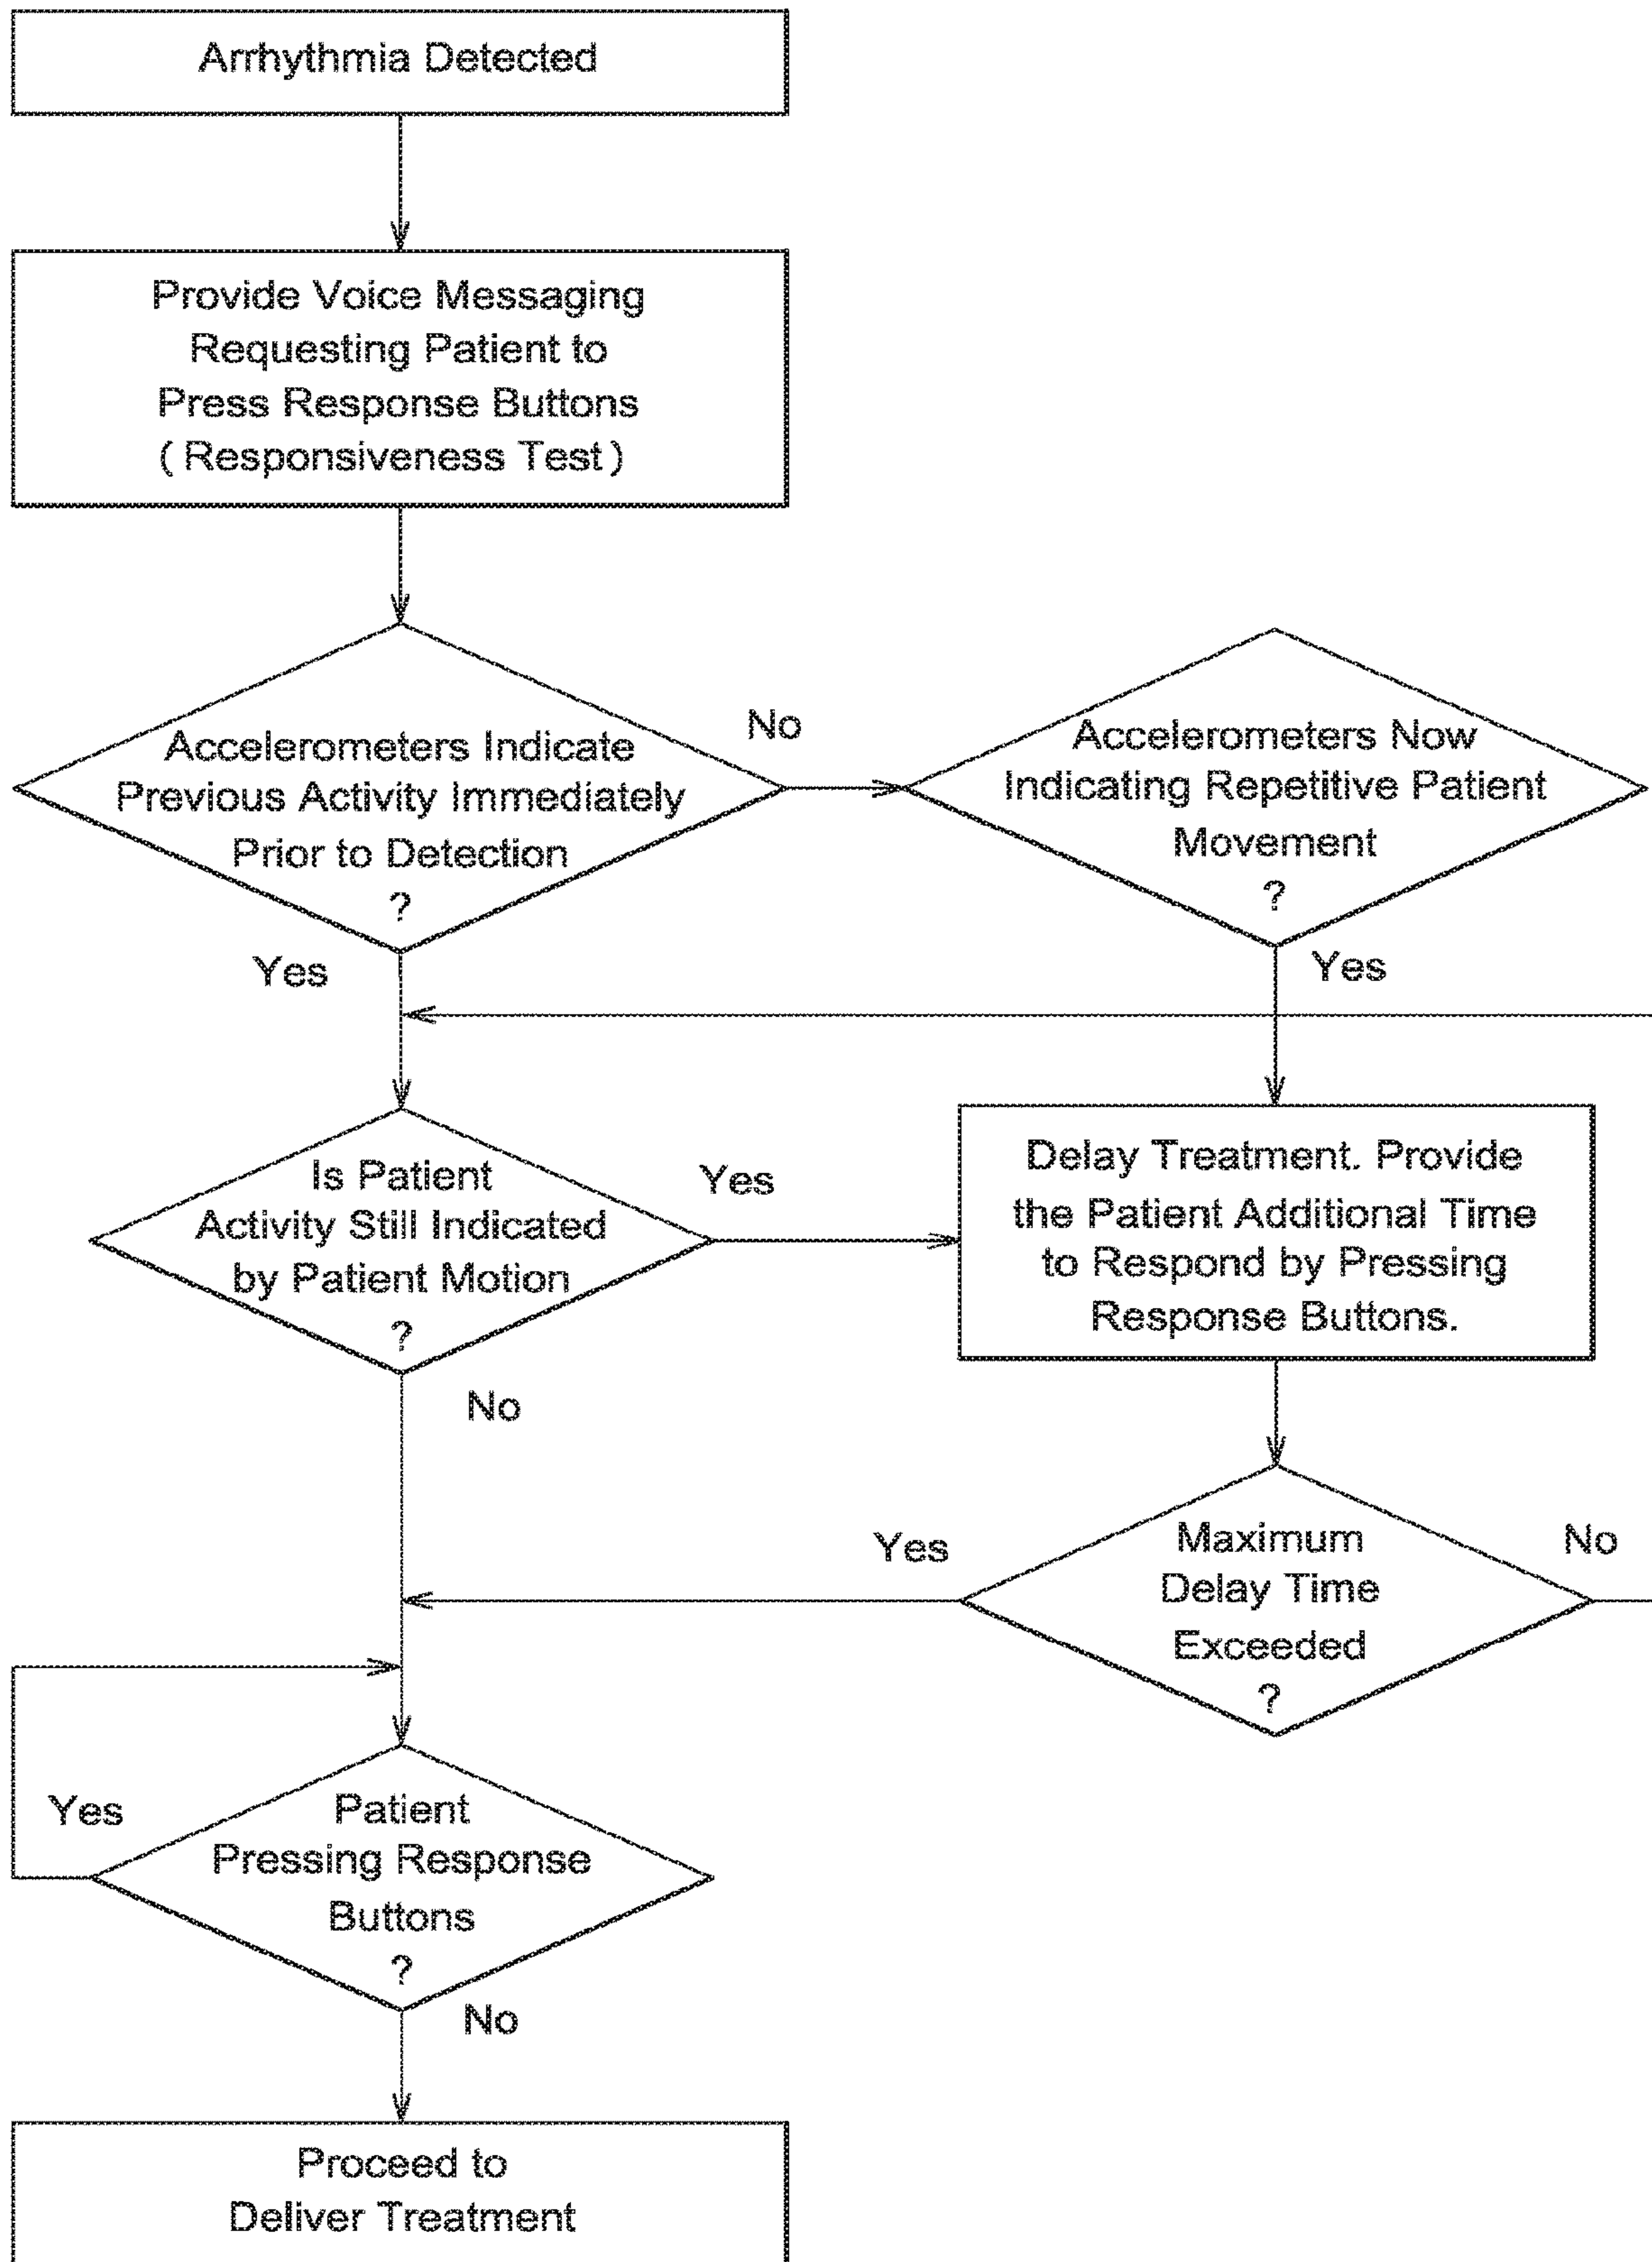 Arrhythmia Detected
Provide Voice Messaging
Requesting Patient to
Press Response Buttons
( Responsiveness Test )
Accelerometers Indicate
Previous Activity Immediately
Prior to Detection
?
No
Accelerometers Now
Indicating Repetitive Patient
Movement
?
Yes
Yes
Is Patient
Activity Still Indicated
by Patient Motion
?
Yes
No
Delay Treatment. Provide
the Patient Additional Time
to Respond by Pressing
Response Buttons.
Maximum
Delay Time
Exceeded
?
Yes
No
Patient
Pressing Response
Buttons
?
Yes
No
Proceed to
Deliver Treatment